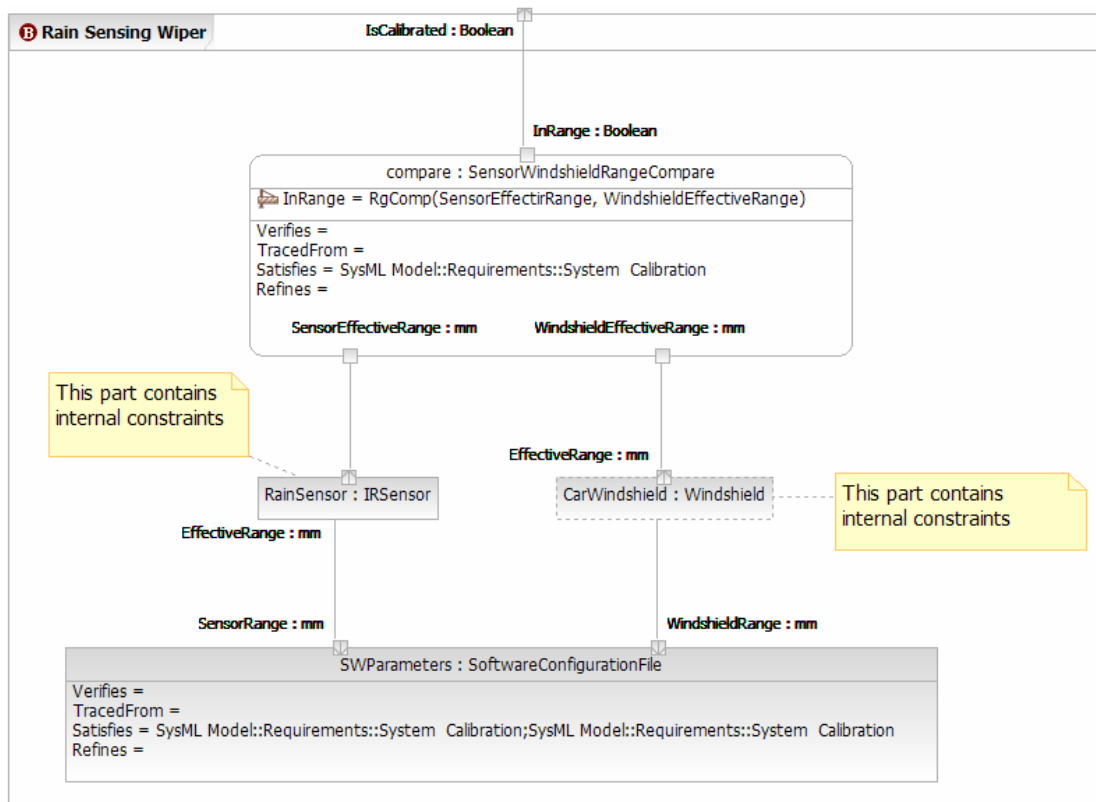 B Rain Sensing Wiper
IsCalibrated : Boolean
InRange : Boolean
compare : SensorWindshieldRangeCompare
InRange = RgComp(SensorEffectirRange, WindshieldEffectiveRange)
Verifies =
TracedFrom =
Satisfies = SysML Model::Requirements::System  Calibration
Refines =
SensorEffectiveRange : mm
WindshieldEffectiveRange : mm
This part contains
internal constraints
EffectiveRange : mm
RainSensor : IRSensor
CarWindshield : Windshield
This part contains
internal constraints
EffectiveRange : mm
SensorRange : mm
WindshieldRange : mm
SWParameters : SoftwareConfigurationFile
Verifies =
TracedFrom =
Satisfies = SysML Model::Requirements::System  Calibration;SysML Model::Requirements::System  Calibration
Refines =